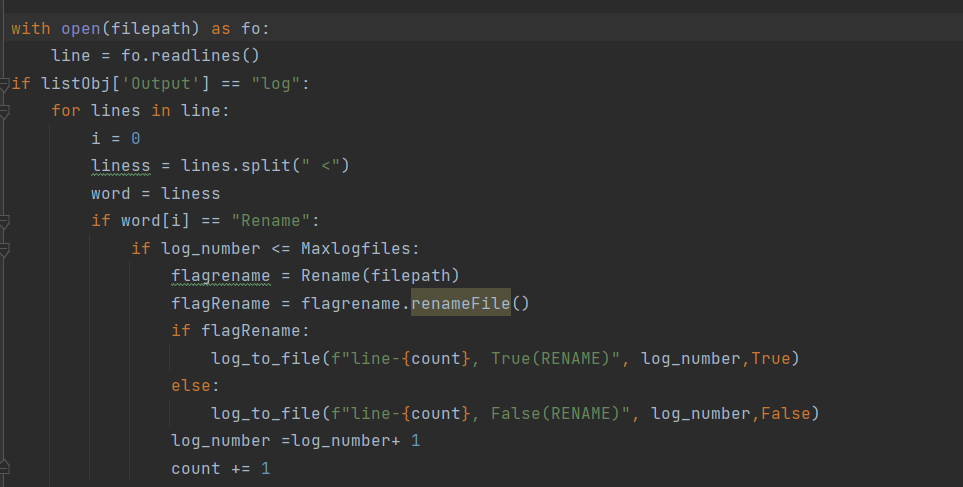 with open(filepath) as fo:
    line = fo.readlines()
if listObj['Output'] == "log":
    for lines in line:
        i = 0
        liness = lines.split(" <")
        word = liness
        if word[i] == "Rename":
            if log_number <= Maxlogfiles:
                flagrename = Rename(filepath)
                flagRename = flagrename.renameFile()
                if flagRename:
                    log_to_file(f"line-{count}, True(RENAME)", log_number,True)
                else:
                    log_to_file(f"line-{count}, False(RENAME)", log_number,False)
                log_number =log_number+ 1
                count += 1